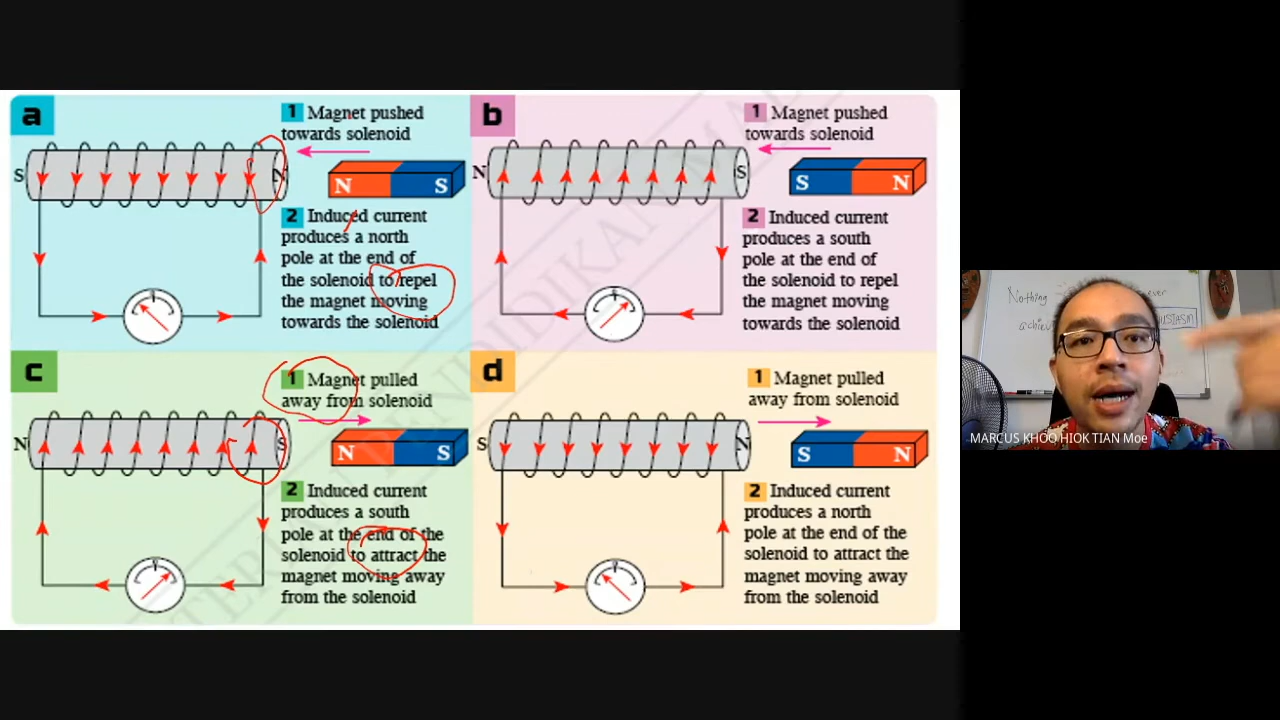 a
1 Magnet pushed
towards solenoid
S
N
N S
2 Induced current
produces a north
pole at the end of
the solenoid to repel
the magnet moving
towards the solenoid
b
1 Magnet pushed
towards solenoid
N
S
S N
2 Induced current
produces a south
pole at the end of
the solenoid to repel
the magnet moving
towards the solenoid
c
1 Magnet pulled
away from solenoid
N
S
N S
2 Induced current
produces a south
pole at the end of the
solenoid to attract the
magnet moving away
from the solenoid
d
1 Magnet pulled
away from solenoid
S
N
S N
2 Induced current
produces a north
pole at the end of the
solenoid to attract the
magnet moving away
from the solenoid
Nothing ever
achiev USIASM
MARCUS KHOO HIOK TIAN Moe